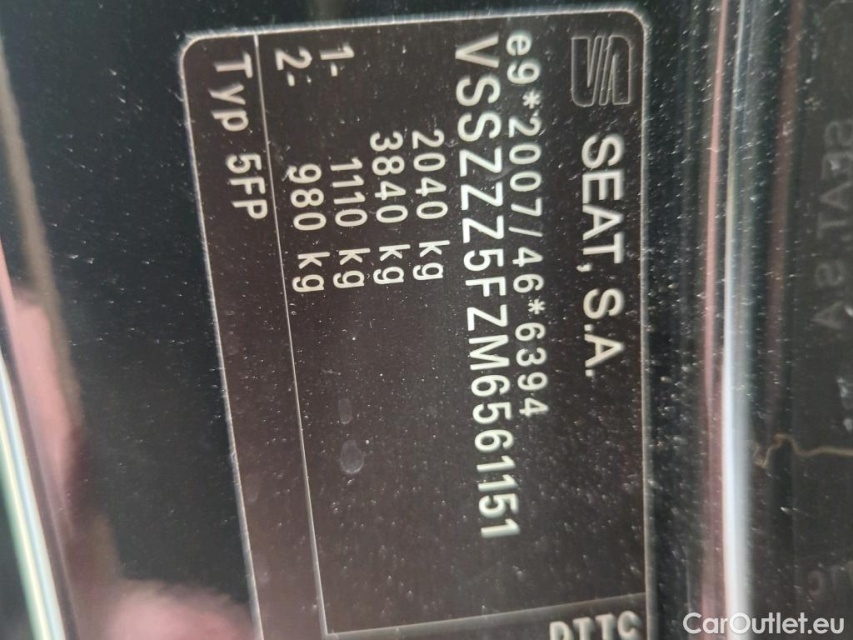 SEAT, S.A.
e9*2007/46*6394
VSSZZZ5FZM6561151
2040 kg
3840 kg
1- 1110 kg
2- 980 kg
Typ 5FP
DTTC
CarOutlet.eu